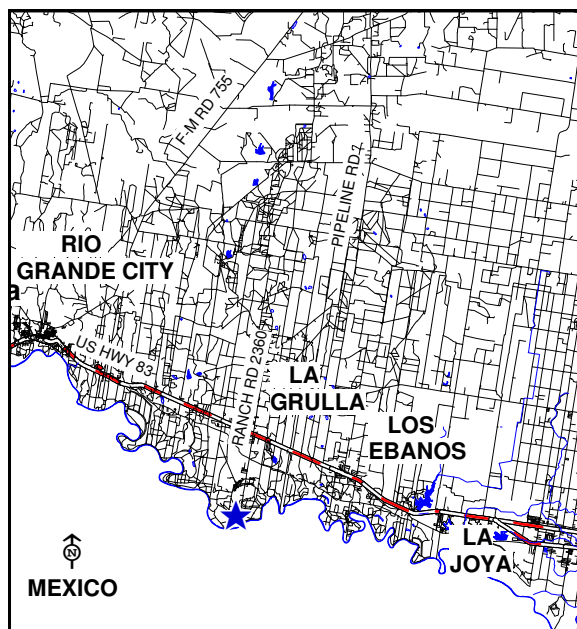 F-M RD 755
PIPELINE RD.?
RIO
GRANDE CITY
a
US HWY 83
RANCH RD 2360
LA
GRULLA
LOS
EBANOS
LA
JOYA
N
MEXICO